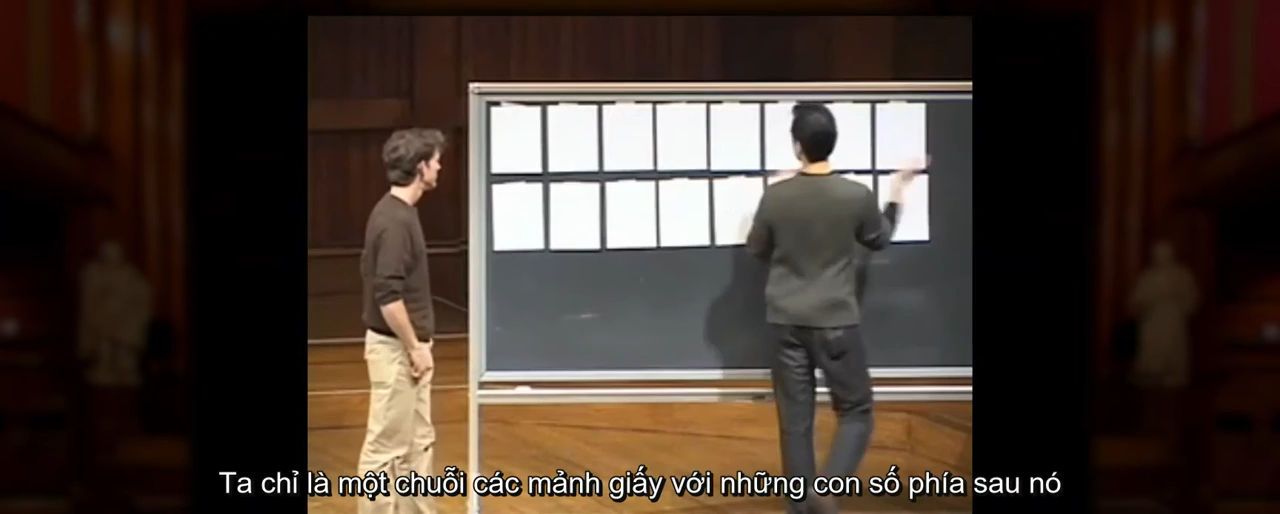 Ta chỉ là một chuỗi các mảnh giấy với những con số phía sau nó